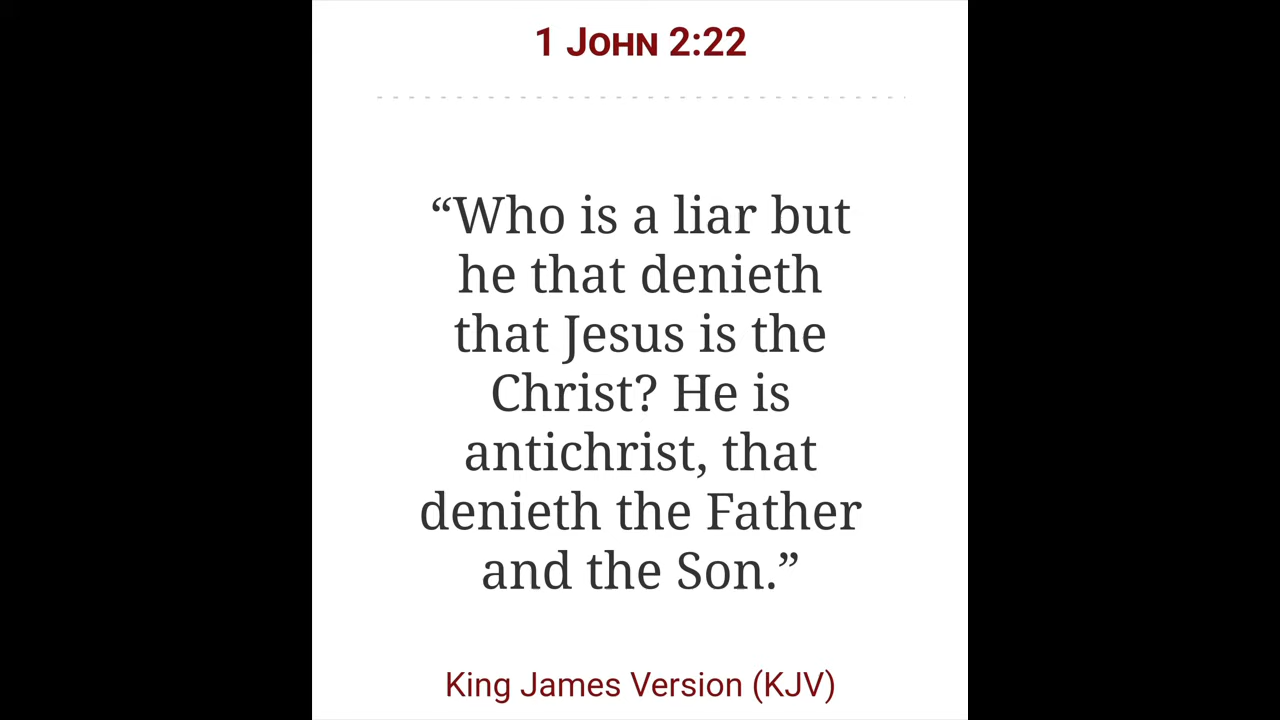 1 John 2:22
“Who is a liar but
he that denieth
that Jesus is the
Christ? He is
antichrist, that
denieth the Father
and the Son.”
King James Version (KJV)